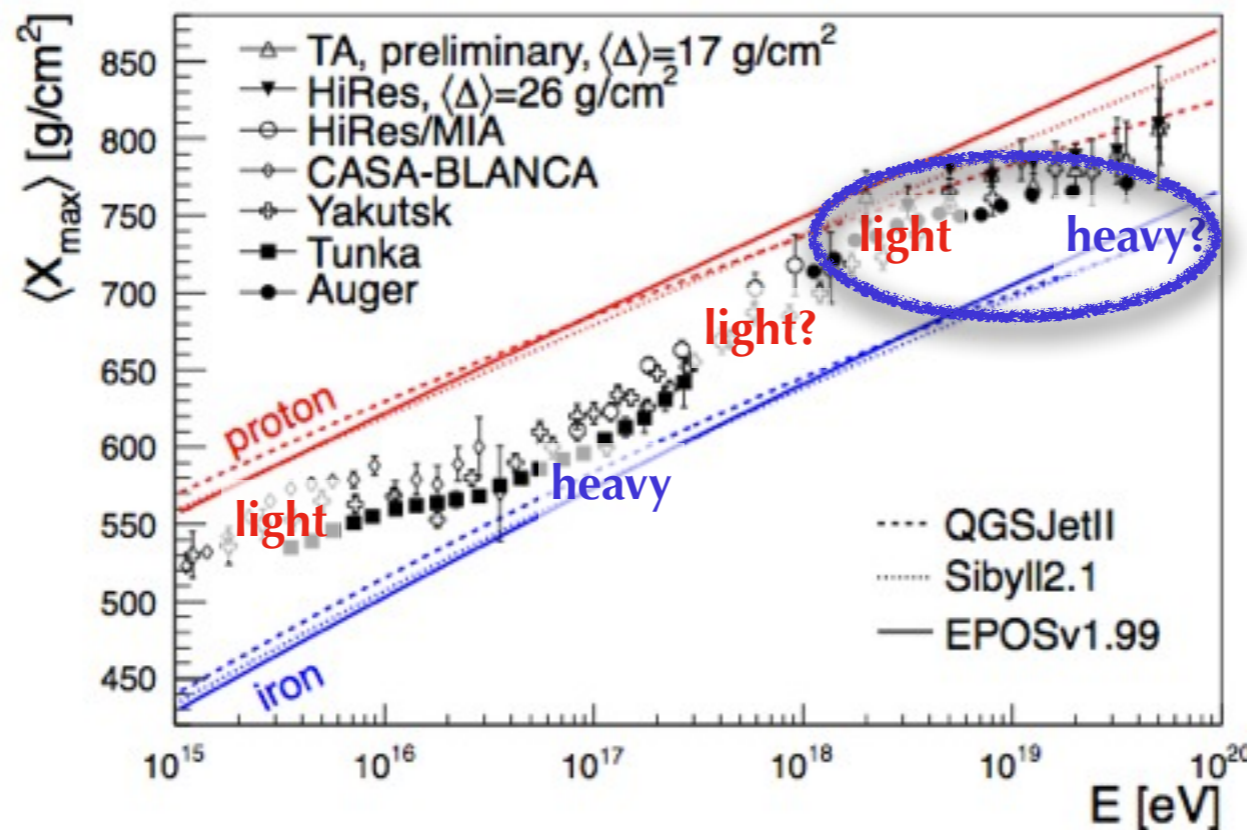 ⟨X_max⟩ [g/cm²]
850
800
750
700
650
600
550
500
450
TA, preliminary, ⟨Δ⟩=17 g/cm²
HiRes, ⟨Δ⟩=26 g/cm²
HiRes/MIA
CASA-BLANCA
Yakutsk
Tunka
Auger
light
heavy?
light?
proton
heavy
light
iron
QGSJetII
Sibyll2.1
EPOSv1.99
10¹⁵
10¹⁶
10¹⁷
10¹⁸
10¹⁹
10²⁰
E [eV]